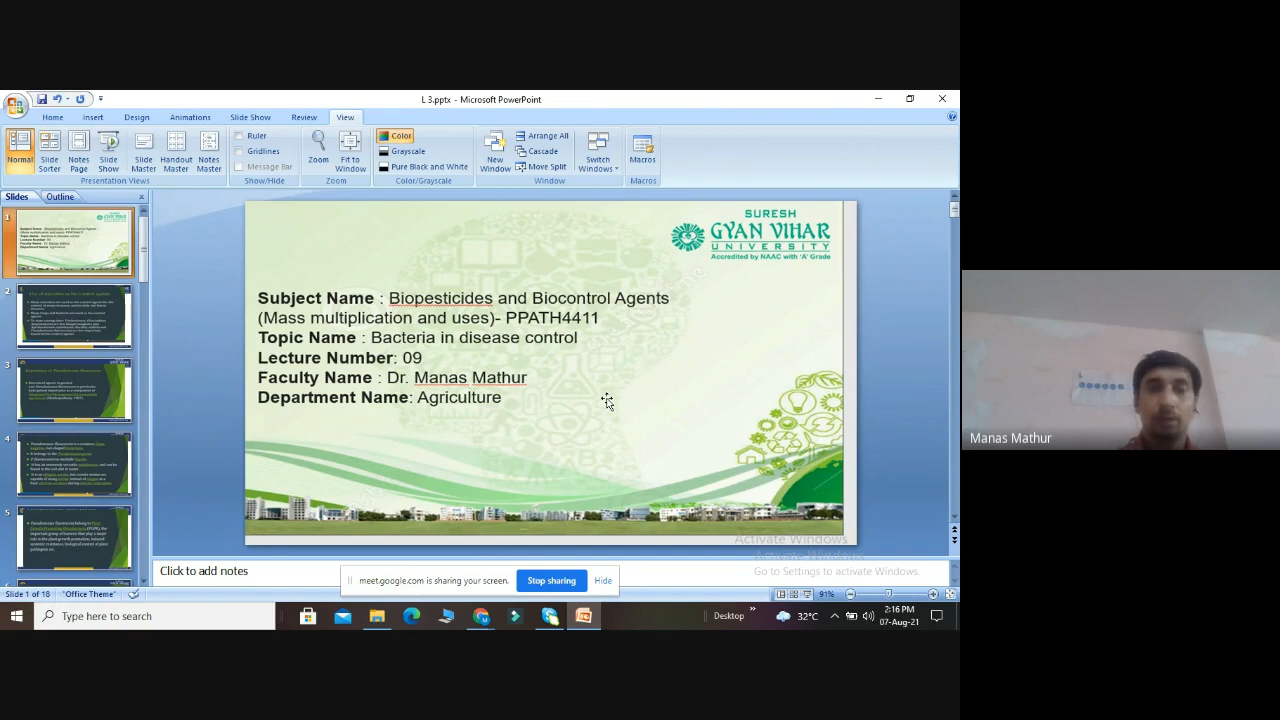 L 3.pptx - Microsoft PowerPoint
Home Insert Design Animations Slide Show Review View
Normal Slide Sorter Notes Page Slide Show Slide Master Handout Master Notes Master
Presentation Views
Ruler
Gridlines
Message Bar
Show/Hide
Zoom Fit to Window
Zoom
Color
Grayscale
Pure Black and White
Color/Grayscale
New Window
Arrange All
Cascade
Move Split
Switch Windows
Window
Macros
Macros
Slides Outline
1
2
3
4
5
SURESH
GYAN VIHAR
UNIVERSITY
Accredited by NAAC with 'A' Grade
Subject Name : Biopesticides and Biocontrol Agents
(Mass multiplication and uses)- PPATH4411
Topic Name : Bacteria in disease control
Lecture Number: 09
Faculty Name : Dr. Manas Mathur
Department Name: Agriculture
Manas Mathur
Activate Windows
Activate Windows
Go to Settings to activate Windows.
Click to add notes
meet.google.com is sharing your screen. Stop sharing Hide
Slide 1 of 18 "Office Theme" 91%
Type here to search
Desktop » 32°C 2:16 PM
07-Aug-21